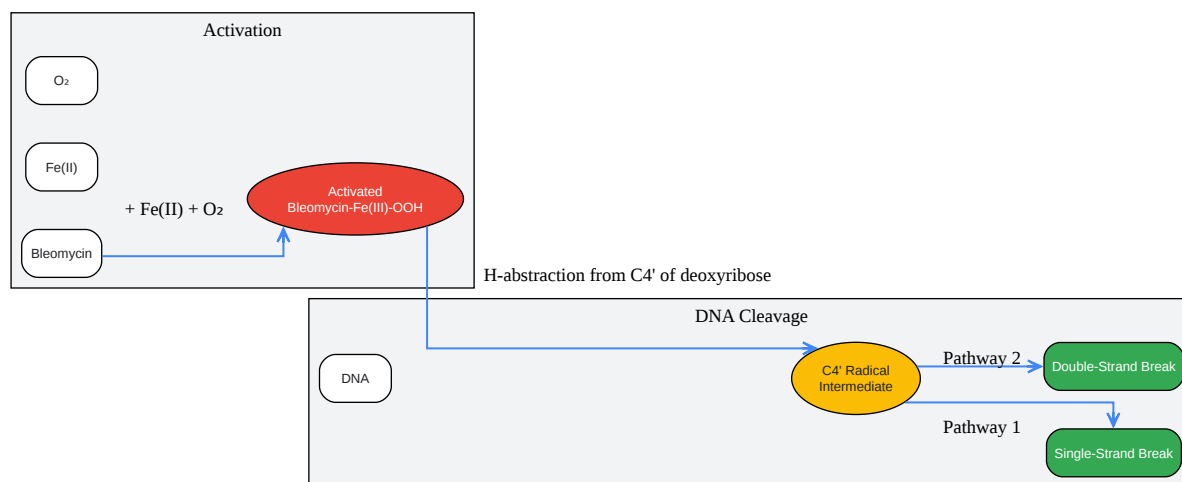 Activation
O₂
Fe(II)
+ Fe(II) + O₂
Bleomycin
Activated
Bleomycin-Fe(III)-OOH
H-abstraction from C4' of deoxyribose
DNA Cleavage
DNA
C4' Radical
Intermediate
Pathway 2
Double-Strand Break
Pathway 1
Single-Strand Break